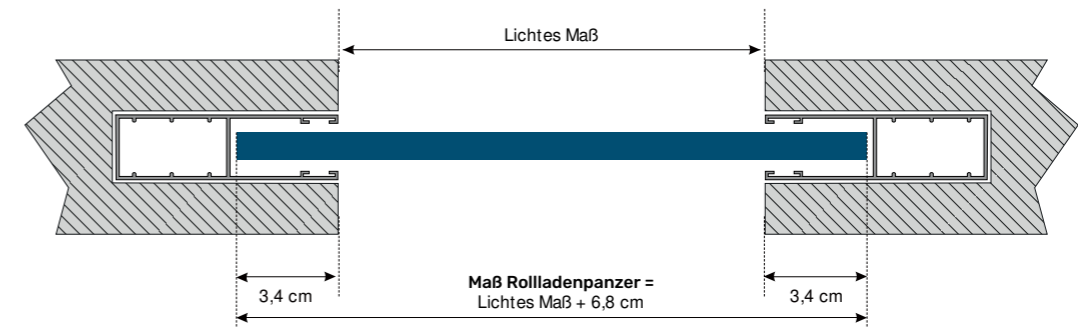 Lichtes Maß
3,4 cm
Maß Rollladenpanzer =
Lichtes Maß + 6,8 cm
3,4 cm